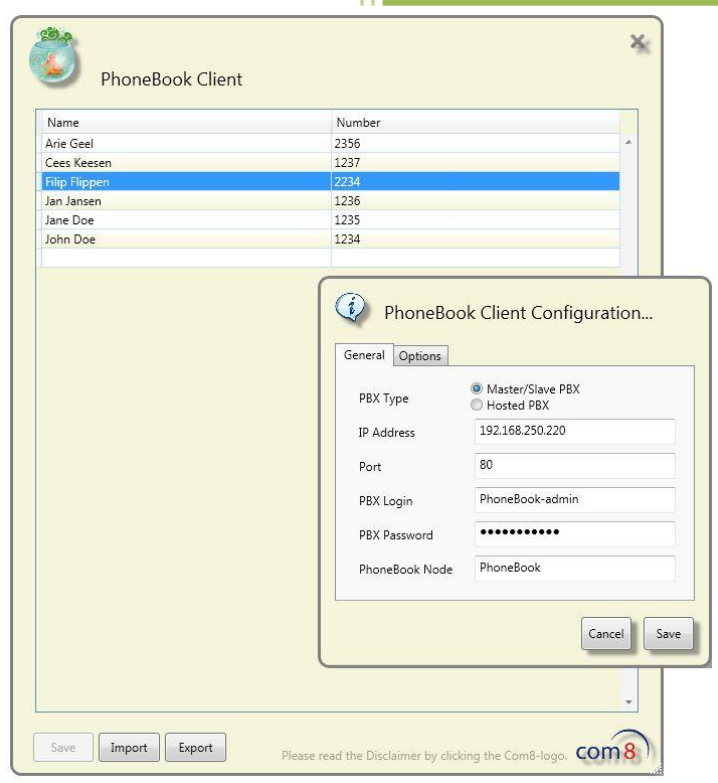 PhoneBook Client
Name Number
Arie Geel 2356
Cees Keesen 1237
Filip Flippen 2234
Jan Jansen 1236
Jane Doe 1235
John Doe 1234
PhoneBook Client Configuration...
General Options
PBX Type Master/Slave PBX
Hosted PBX
IP Address 192.168.250.220
Port 80
PBX Login PhoneBook-admin
PBX Password •••••••••••
PhoneBook Node PhoneBook
Cancel Save
Save Import Export Please read the Disclaimer by clicking the Com8-logo. com8